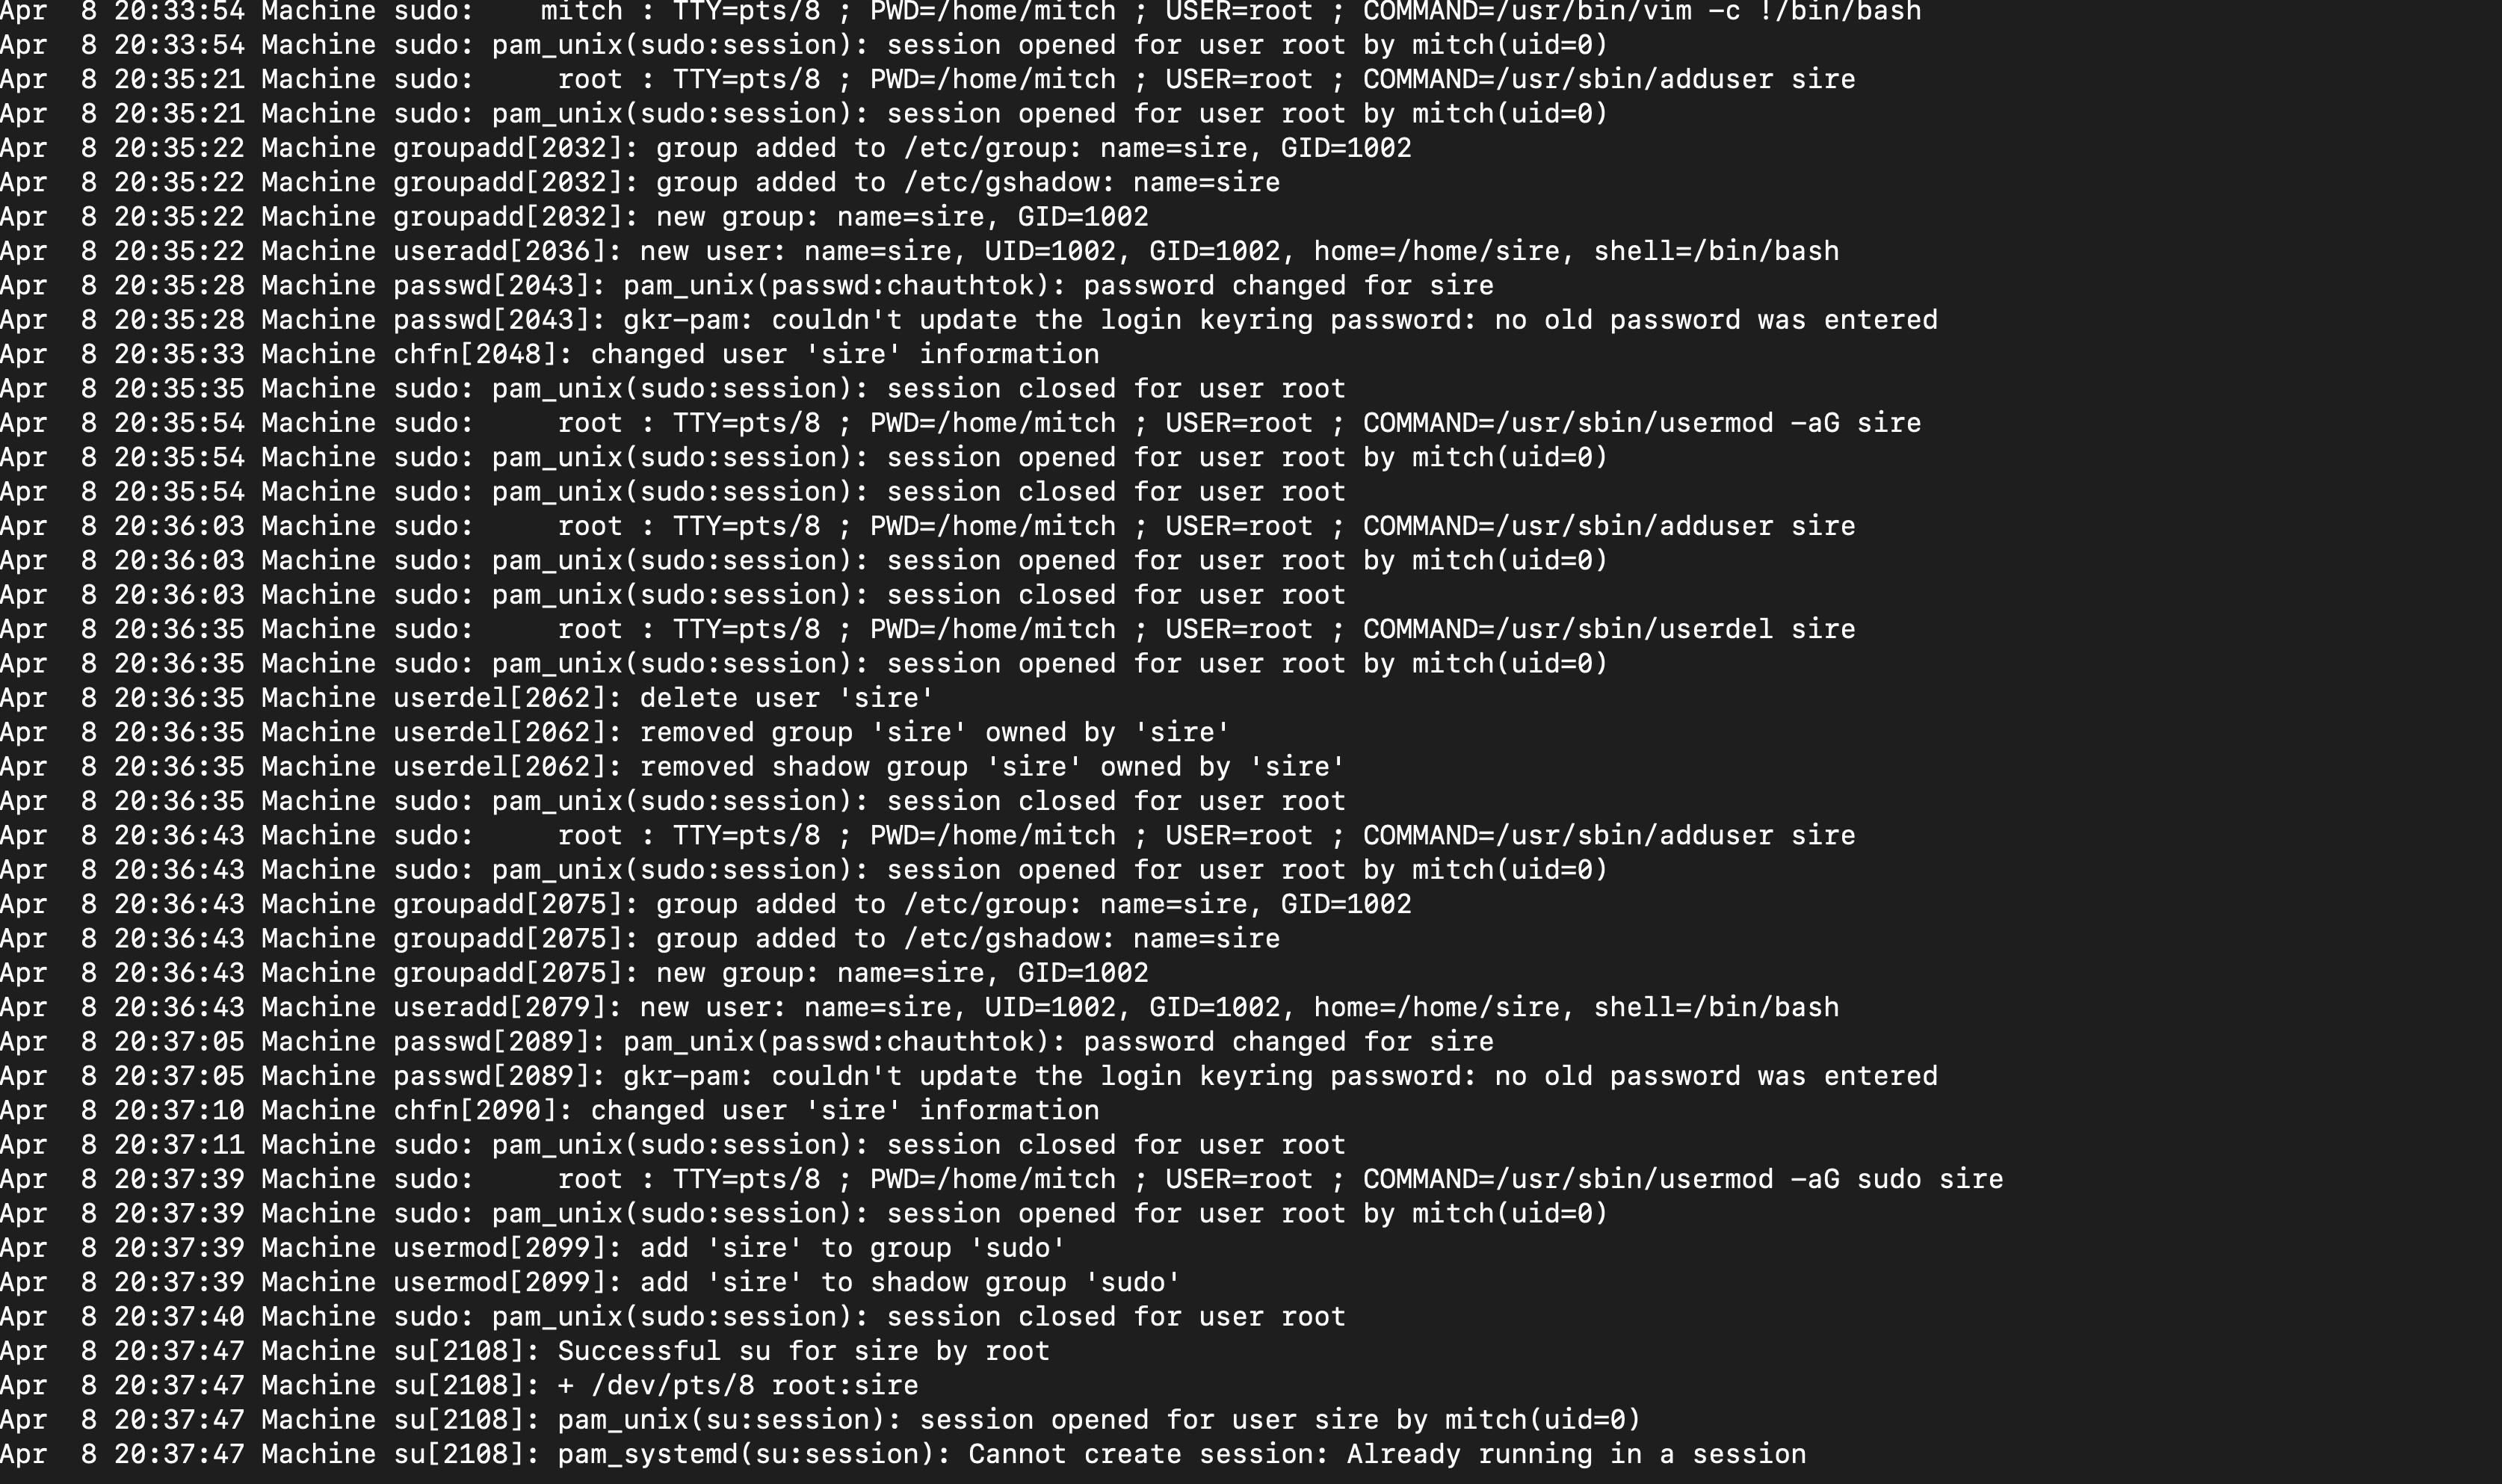 Apr  8 20:33:54 Machine sudo:    mitch : TTY=pts/8 ; PWD=/home/mitch ; USER=root ; COMMAND=/usr/bin/vim -c !/bin/bash
Apr  8 20:33:54 Machine sudo: pam_unix(sudo:session): session opened for user root by mitch(uid=0)
Apr  8 20:35:21 Machine sudo:     root : TTY=pts/8 ; PWD=/home/mitch ; USER=root ; COMMAND=/usr/sbin/adduser sire
Apr  8 20:35:21 Machine sudo: pam_unix(sudo:session): session opened for user root by mitch(uid=0)
Apr  8 20:35:22 Machine groupadd[2032]: group added to /etc/group: name=sire, GID=1002
Apr  8 20:35:22 Machine groupadd[2032]: group added to /etc/gshadow: name=sire
Apr  8 20:35:22 Machine groupadd[2032]: new group: name=sire, GID=1002
Apr  8 20:35:22 Machine useradd[2036]: new user: name=sire, UID=1002, GID=1002, home=/home/sire, shell=/bin/bash
Apr  8 20:35:28 Machine passwd[2043]: pam_unix(passwd:chauthtok): password changed for sire
Apr  8 20:35:28 Machine passwd[2043]: gkr-pam: couldn't update the login keyring password: no old password was entered
Apr  8 20:35:33 Machine chfn[2048]: changed user 'sire' information
Apr  8 20:35:35 Machine sudo: pam_unix(sudo:session): session closed for user root
Apr  8 20:35:54 Machine sudo:     root : TTY=pts/8 ; PWD=/home/mitch ; USER=root ; COMMAND=/usr/sbin/usermod -aG sire
Apr  8 20:35:54 Machine sudo: pam_unix(sudo:session): session opened for user root by mitch(uid=0)
Apr  8 20:35:54 Machine sudo: pam_unix(sudo:session): session closed for user root
Apr  8 20:36:03 Machine sudo:     root : TTY=pts/8 ; PWD=/home/mitch ; USER=root ; COMMAND=/usr/sbin/adduser sire
Apr  8 20:36:03 Machine sudo: pam_unix(sudo:session): session opened for user root by mitch(uid=0)
Apr  8 20:36:03 Machine sudo: pam_unix(sudo:session): session closed for user root
Apr  8 20:36:35 Machine sudo:     root : TTY=pts/8 ; PWD=/home/mitch ; USER=root ; COMMAND=/usr/sbin/userdel sire
Apr  8 20:36:35 Machine sudo: pam_unix(sudo:session): session opened for user root by mitch(uid=0)
Apr  8 20:36:35 Machine userdel[2062]: delete user 'sire'
Apr  8 20:36:35 Machine userdel[2062]: removed group 'sire' owned by 'sire'
Apr  8 20:36:35 Machine userdel[2062]: removed shadow group 'sire' owned by 'sire'
Apr  8 20:36:35 Machine sudo: pam_unix(sudo:session): session closed for user root
Apr  8 20:36:43 Machine sudo:     root : TTY=pts/8 ; PWD=/home/mitch ; USER=root ; COMMAND=/usr/sbin/adduser sire
Apr  8 20:36:43 Machine sudo: pam_unix(sudo:session): session opened for user root by mitch(uid=0)
Apr  8 20:36:43 Machine groupadd[2075]: group added to /etc/group: name=sire, GID=1002
Apr  8 20:36:43 Machine groupadd[2075]: group added to /etc/gshadow: name=sire
Apr  8 20:36:43 Machine groupadd[2075]: new group: name=sire, GID=1002
Apr  8 20:36:43 Machine useradd[2079]: new user: name=sire, UID=1002, GID=1002, home=/home/sire, shell=/bin/bash
Apr  8 20:37:05 Machine passwd[2089]: pam_unix(passwd:chauthtok): password changed for sire
Apr  8 20:37:05 Machine passwd[2089]: gkr-pam: couldn't update the login keyring password: no old password was entered
Apr  8 20:37:10 Machine chfn[2090]: changed user 'sire' information
Apr  8 20:37:11 Machine sudo: pam_unix(sudo:session): session closed for user root
Apr  8 20:37:39 Machine sudo:     root : TTY=pts/8 ; PWD=/home/mitch ; USER=root ; COMMAND=/usr/sbin/usermod -aG sudo sire
Apr  8 20:37:39 Machine sudo: pam_unix(sudo:session): session opened for user root by mitch(uid=0)
Apr  8 20:37:39 Machine usermod[2099]: add 'sire' to group 'sudo'
Apr  8 20:37:39 Machine usermod[2099]: add 'sire' to shadow group 'sudo'
Apr  8 20:37:40 Machine sudo: pam_unix(sudo:session): session closed for user root
Apr  8 20:37:47 Machine su[2108]: Successful su for sire by root
Apr  8 20:37:47 Machine su[2108]: + /dev/pts/8 root:sire
Apr  8 20:37:47 Machine su[2108]: pam_unix(su:session): session opened for user sire by mitch(uid=0)
Apr  8 20:37:47 Machine su[2108]: pam_systemd(su:session): Cannot create session: Already running in a session